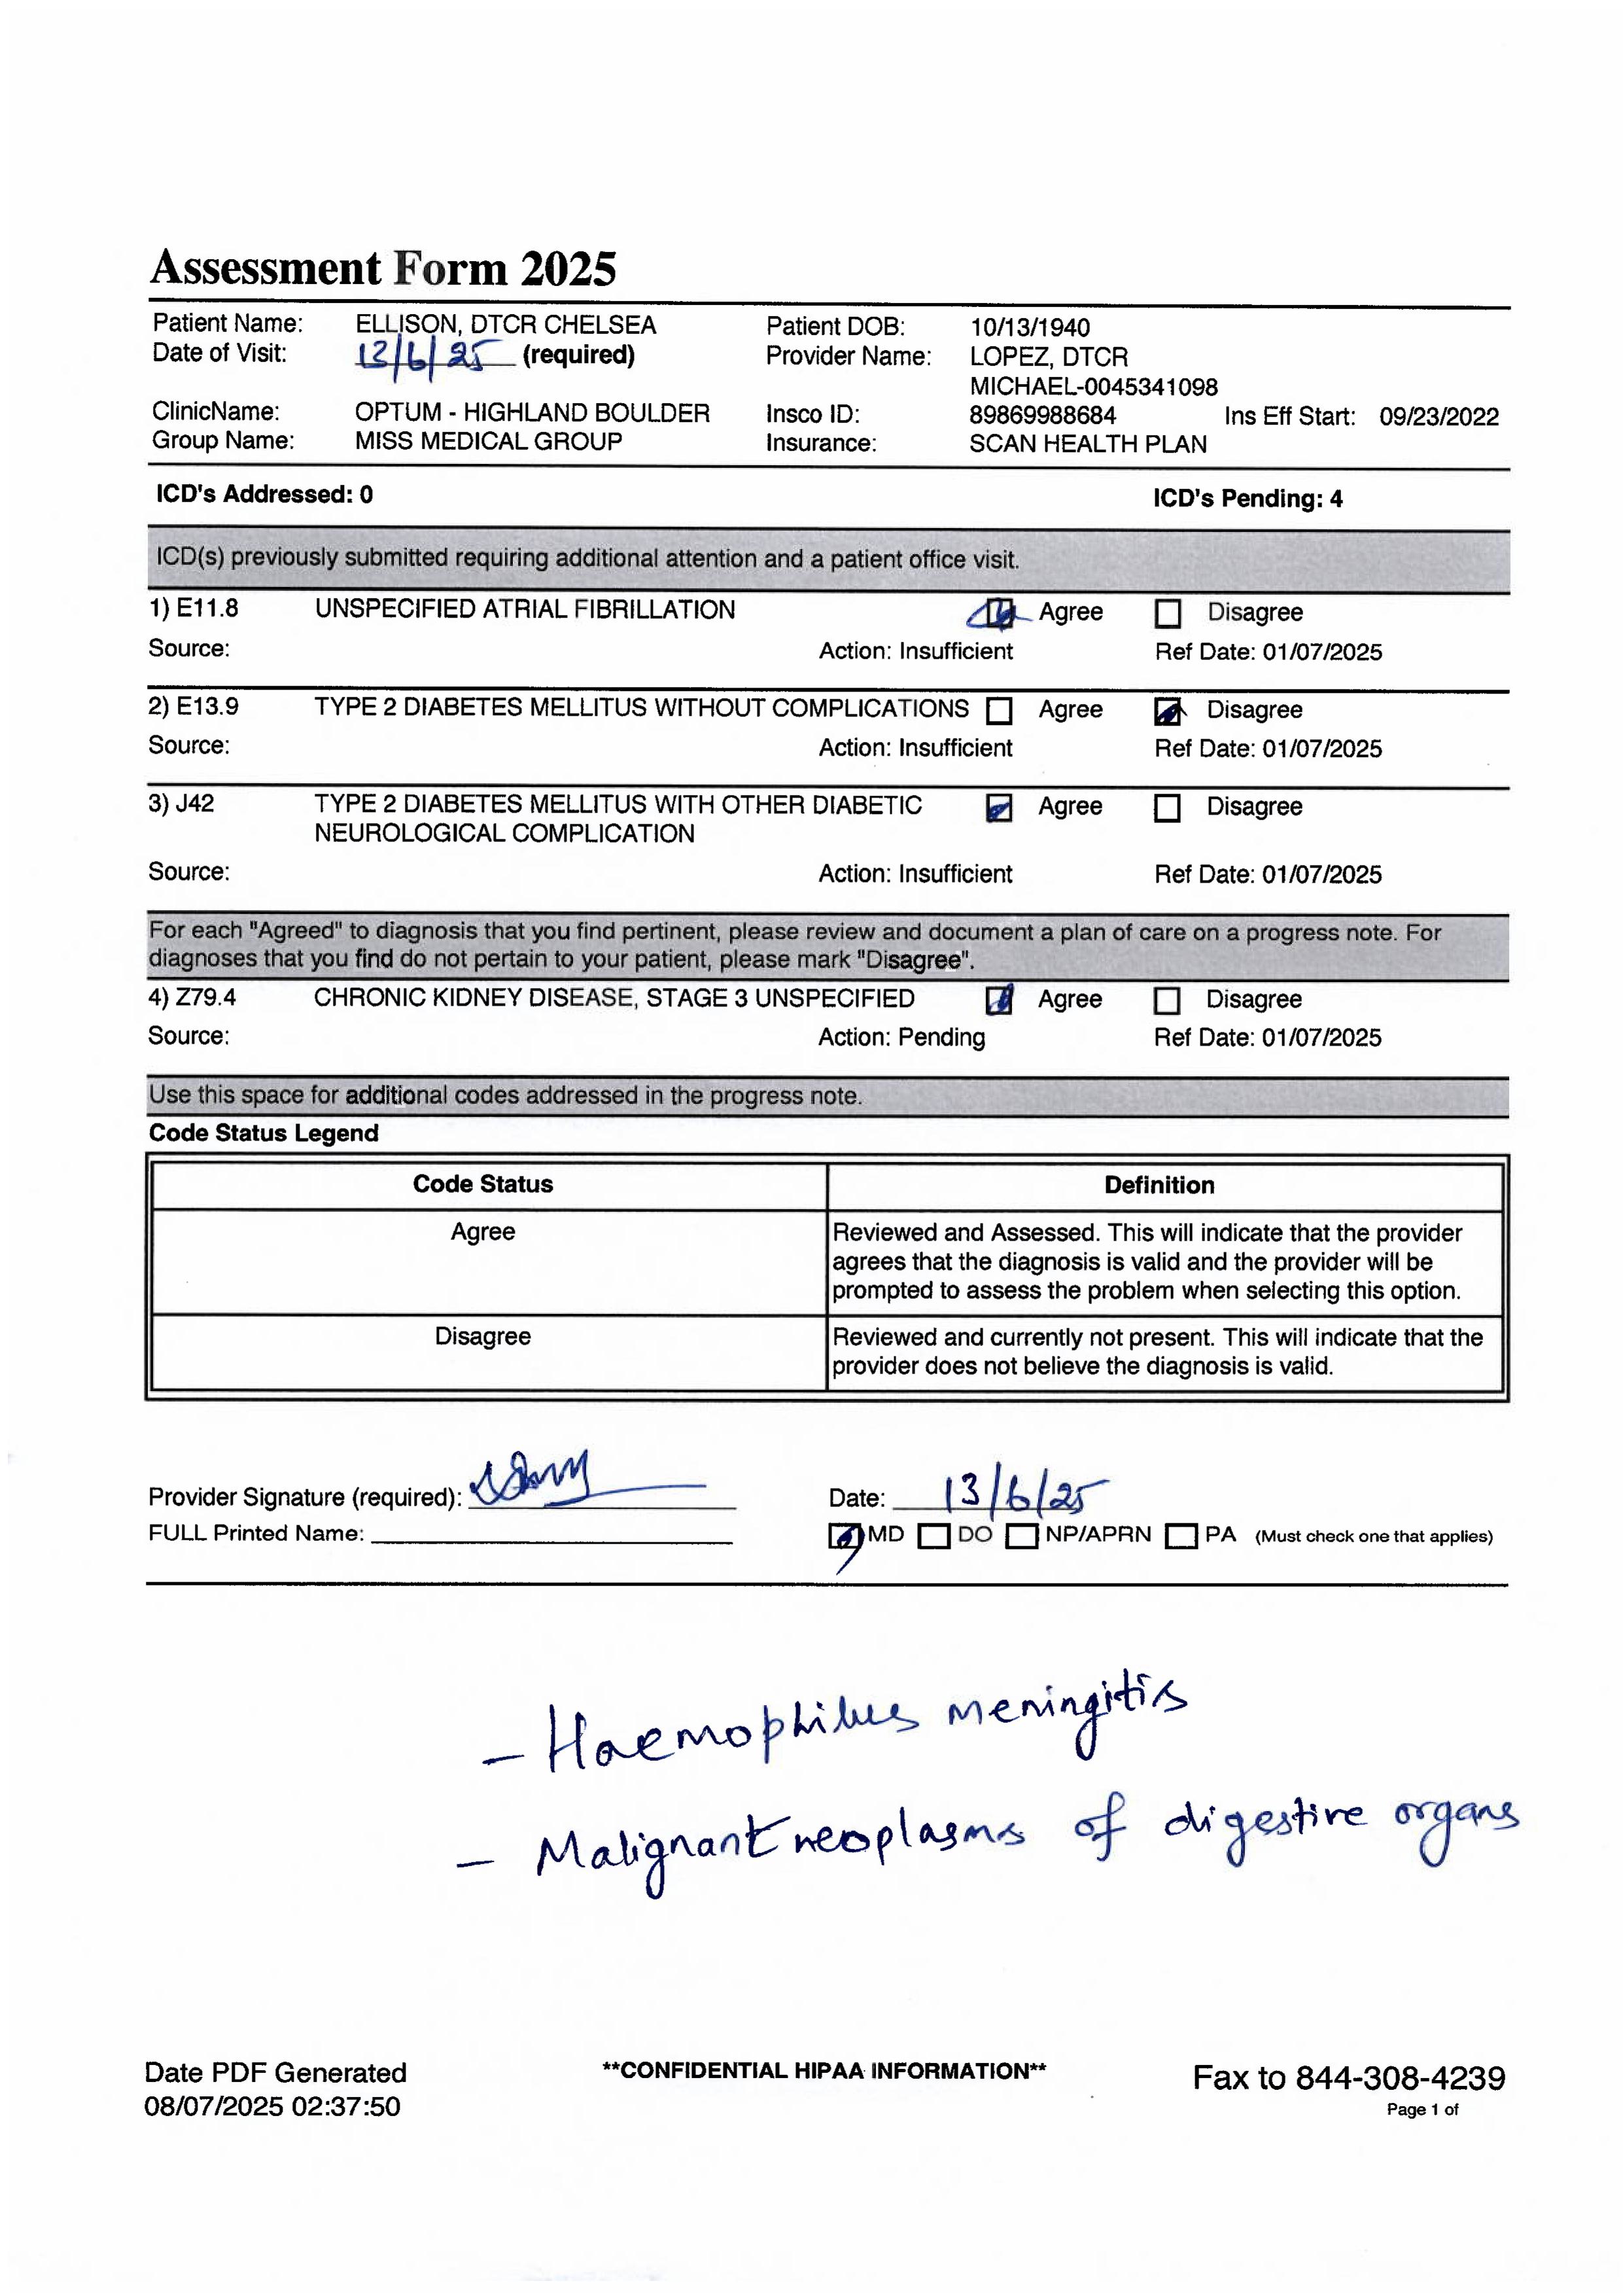 Assessment Form 2025
Patient Name: ELLISON, DTCR CHELSEA Patient DOB: 10/13/1940
Date of Visit: 12/6/25 (required) Provider Name: LOPEZ, DTCR
MICHAEL-0045341098
ClinicName: OPTUM - HIGHLAND BOULDER Insco ID: 89869988684 Ins Eff Start: 09/23/2022
Group Name: MISS MEDICAL GROUP Insurance: SCAN HEALTH PLAN
ICD's Addressed: 0 ICD's Pending: 4
ICD(s) previously submitted requiring additional attention and a patient office visit.
1) E11.8 UNSPECIFIED ATRIAL FIBRILLATION Agree Disagree
Source: Action: Insufficient Ref Date: 01/07/2025
2) E13.9 TYPE 2 DIABETES MELLITUS WITHOUT COMPLICATIONS Agree Disagree
Source: Action: Insufficient Ref Date: 01/07/2025
3) J42 TYPE 2 DIABETES MELLITUS WITH OTHER DIABETIC Agree Disagree
NEUROLOGICAL COMPLICATION
Source: Action: Insufficient Ref Date: 01/07/2025
For each "Agreed" to diagnosis that you find pertinent, please review and document a plan of care on a progress note. For
diagnoses that you find do not pertain to your patient, please mark "Disagree".
4) Z79.4 CHRONIC KIDNEY DISEASE, STAGE 3 UNSPECIFIED Agree Disagree
Source: Action: Pending Ref Date: 01/07/2025
Use this space for additional codes addressed in the progress note.
Code Status Legend
Code Status Definition
Agree Reviewed and Assessed. This will indicate that the provider
agrees that the diagnosis is valid and the provider will be
prompted to assess the problem when selecting this option.
Disagree Reviewed and currently not present. This will indicate that the
provider does not believe the diagnosis is valid.
Provider Signature (required): Date: 13/6/25
FULL Printed Name: MD DO NP/APRN PA (Must check one that applies)
- Haemophilus meningitis
- Malignant neoplasms of digestive organs
Date PDF Generated **CONFIDENTIAL HIPAA INFORMATION** Fax to 844-308-4239
08/07/2025 02:37:50 Page 1 of